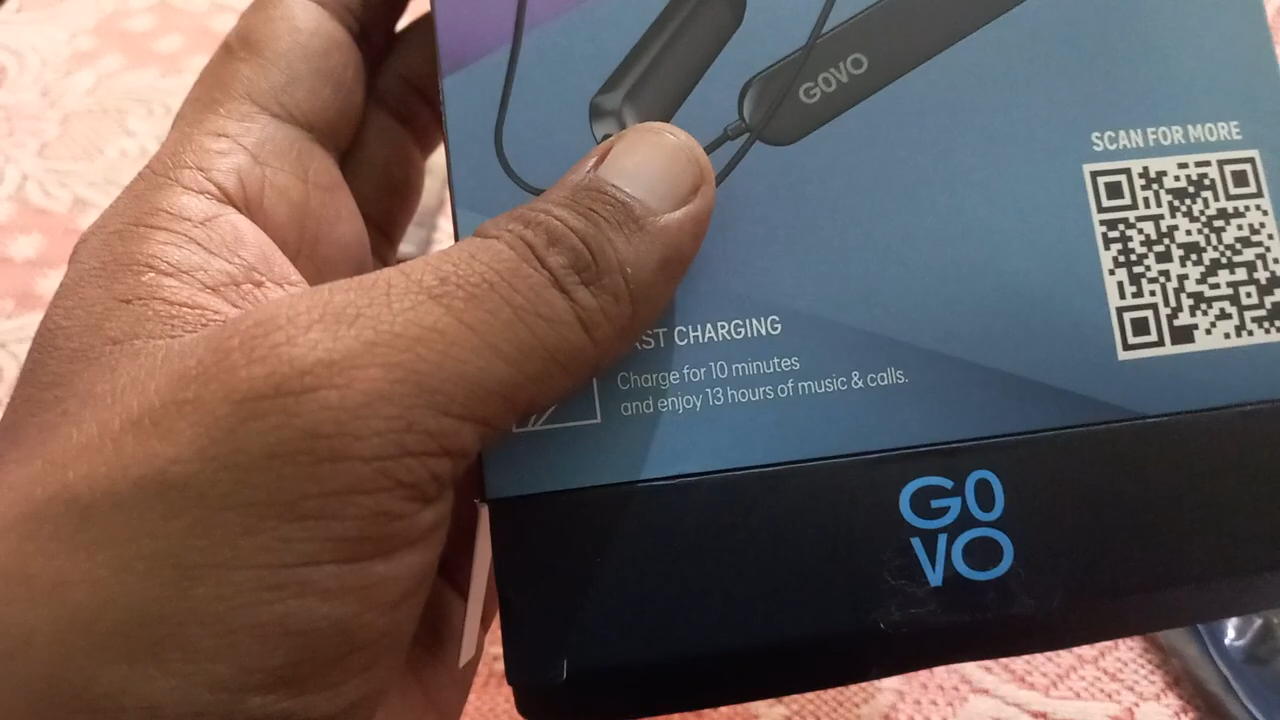 GOVO
SCAN FOR MORE
AST CHARGING
Charge for 10 minutes
and enjoy 13 hours of music & calls.
GO
VO